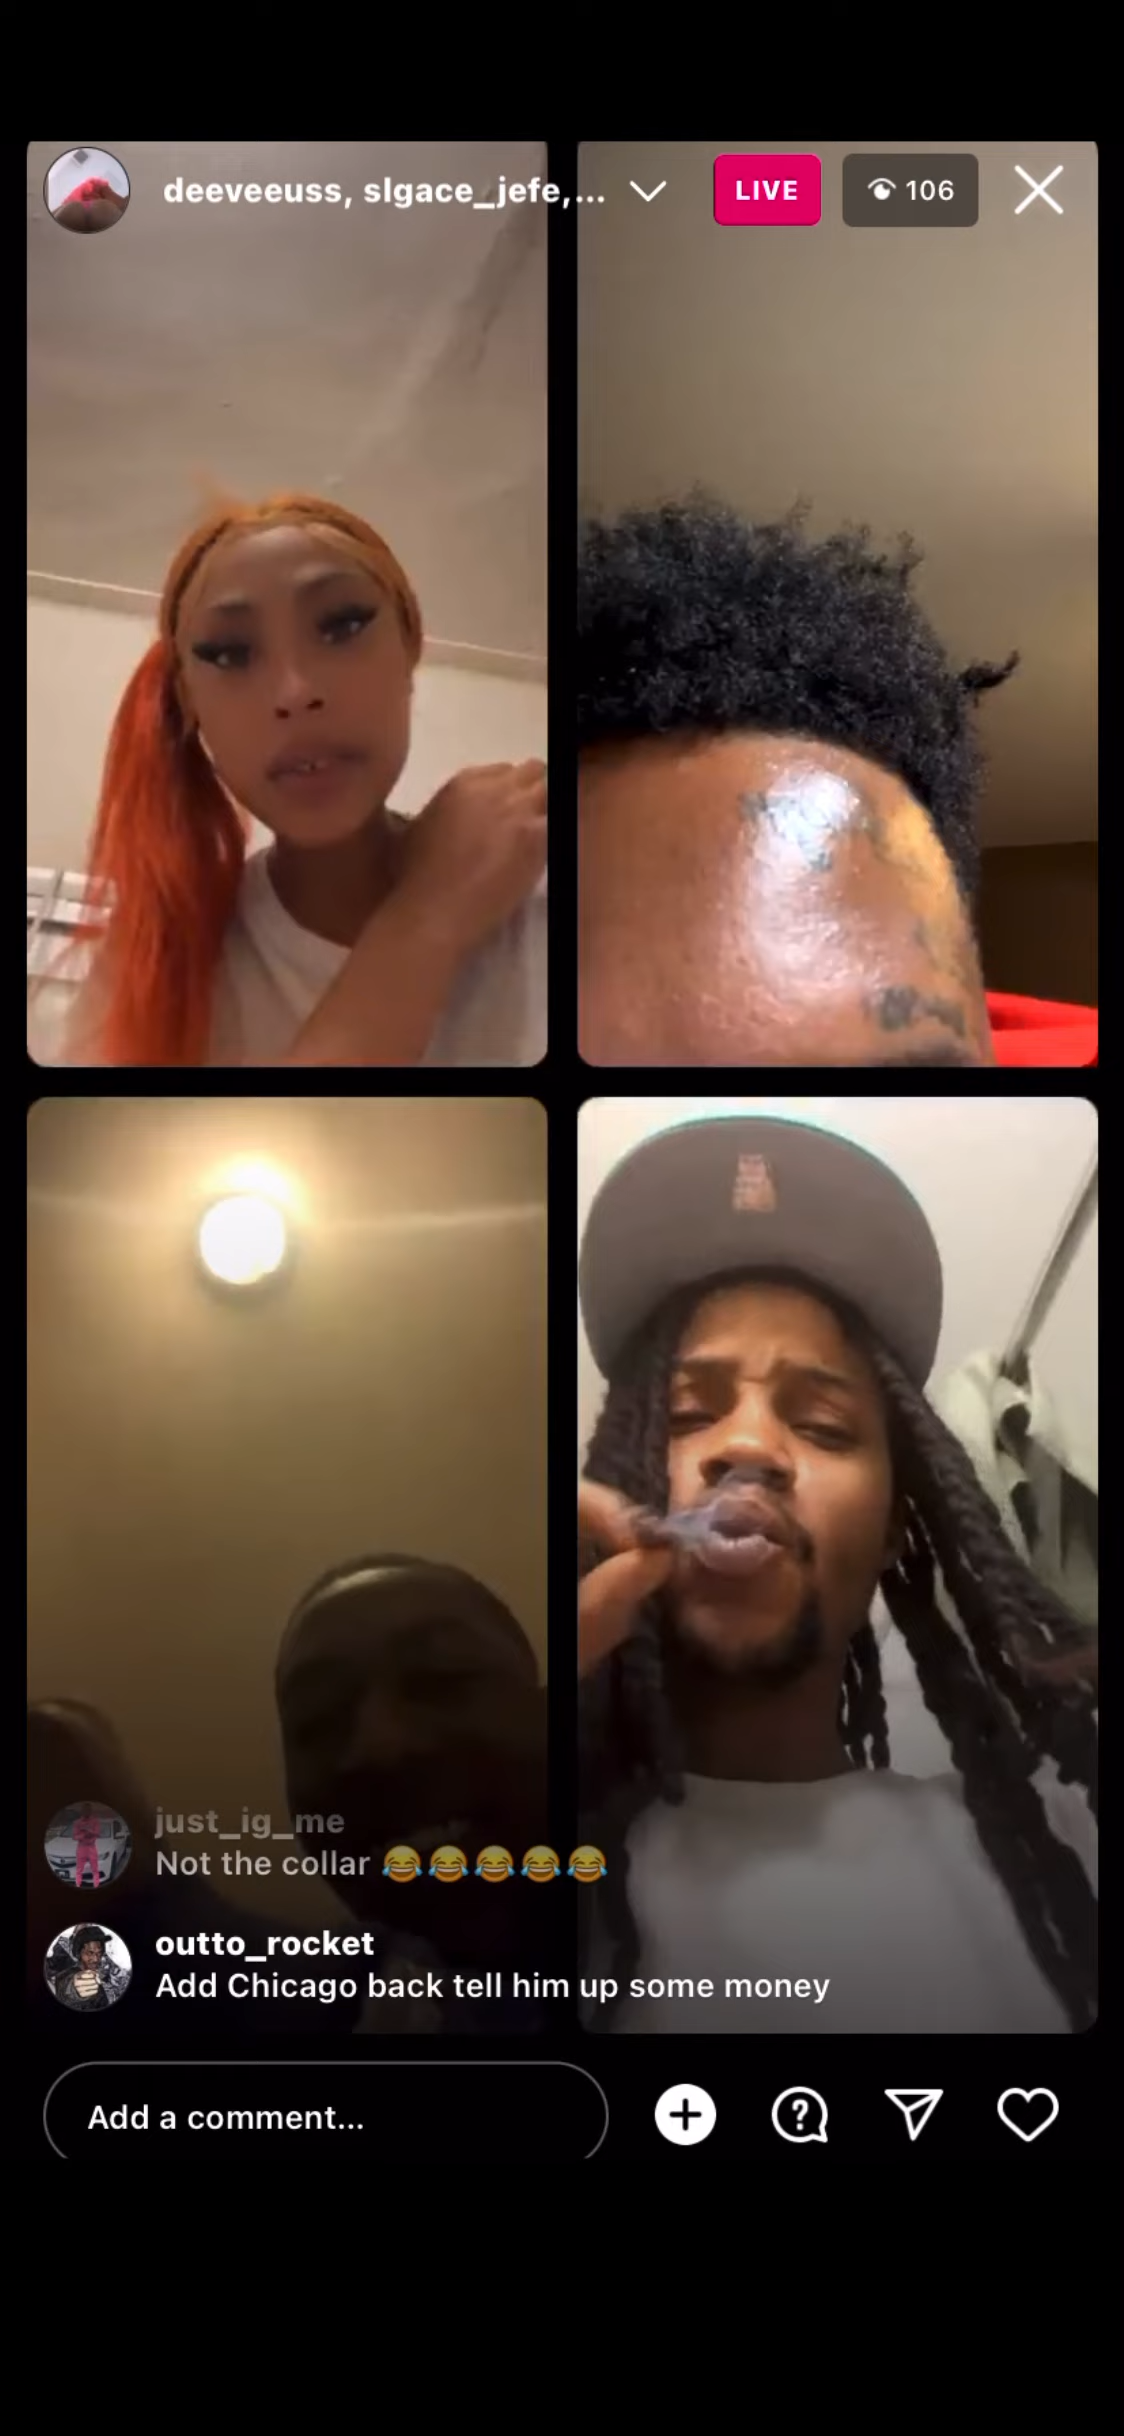 deeveeuss, slgace_jefe,...
LIVE
106
just_ig_me
Not the collar 😂😂😂😂😂
outto_rocket
Add Chicago back tell him up some money
Add a comment...